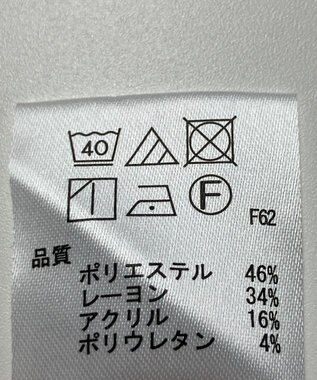 40
F
F62
品質
ポリエステル 46%
レーヨン 34%
アクリル 16%
ポリウレタン 4%